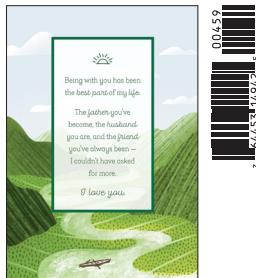 Being with you has been
the best part of my life.
The father you've
become, the husband
you are, and the friend
you've always been —
I couldn't have asked
for more.
I love you.
00459